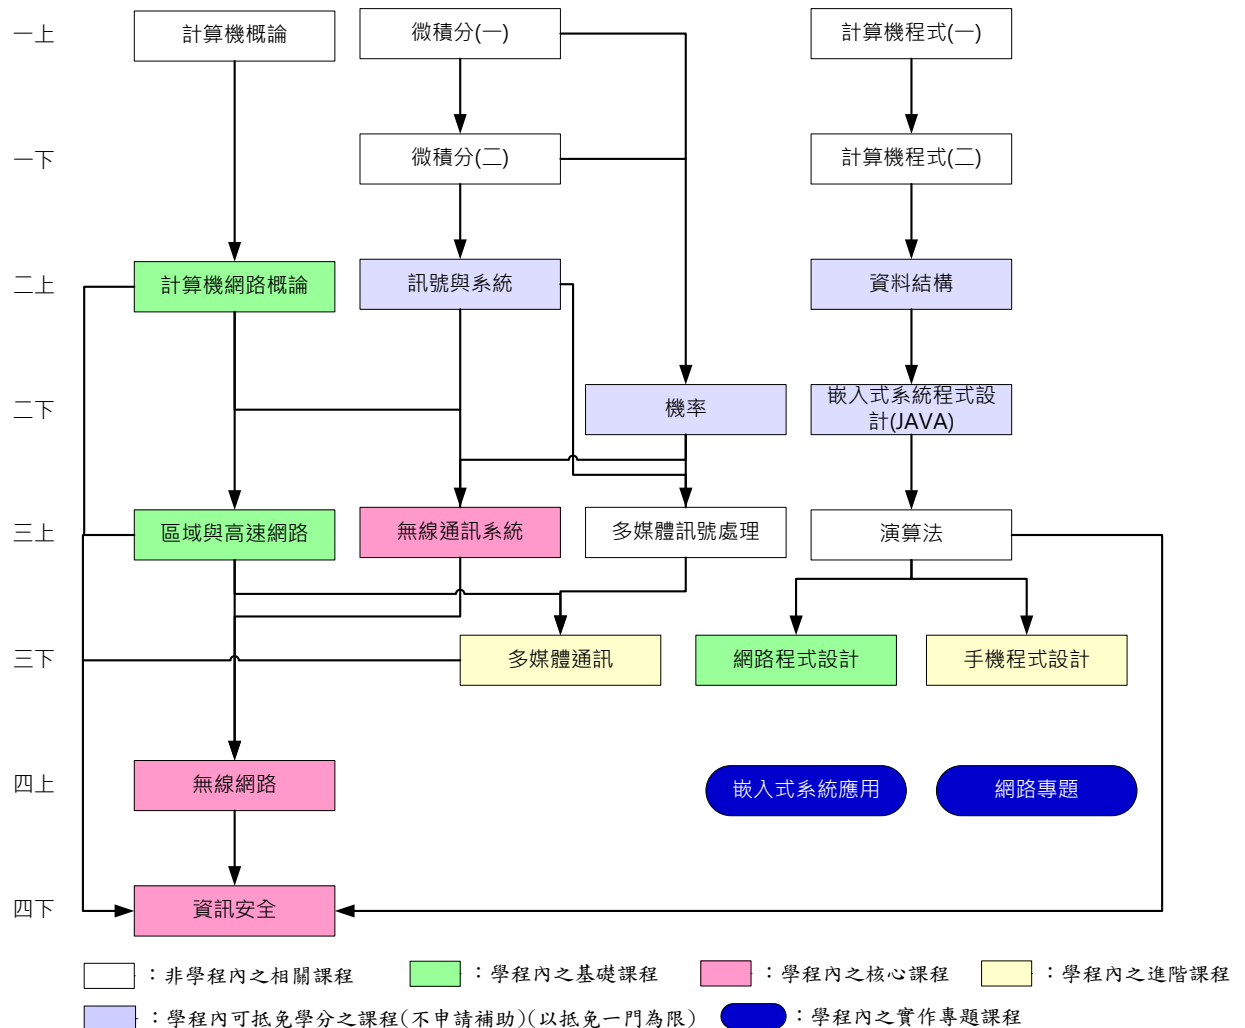 一上
計算機概論
微積分(一)
計算機程式(一)
一下
微積分(二)
計算機程式(二)
二上
計算機網路概論
訊號與系統
資料結構
二下
機率
嵌入式系統程式設
計(JAVA)
三上
區域與高速網路
無線通訊系統
多媒體訊號處理
演算法
三下
多媒體通訊
網路程式設計
手機程式設計
四上
無線網路
嵌入式系統應用
網路專題
四下
資訊安全
：非學程內之相關課程
：學程內之基礎課程
：學程內之核心課程
：學程內之進階課程
：學程內可抵免學分之課程(不申請補助)(以抵免一門為限)
：學程內之實作專題課程